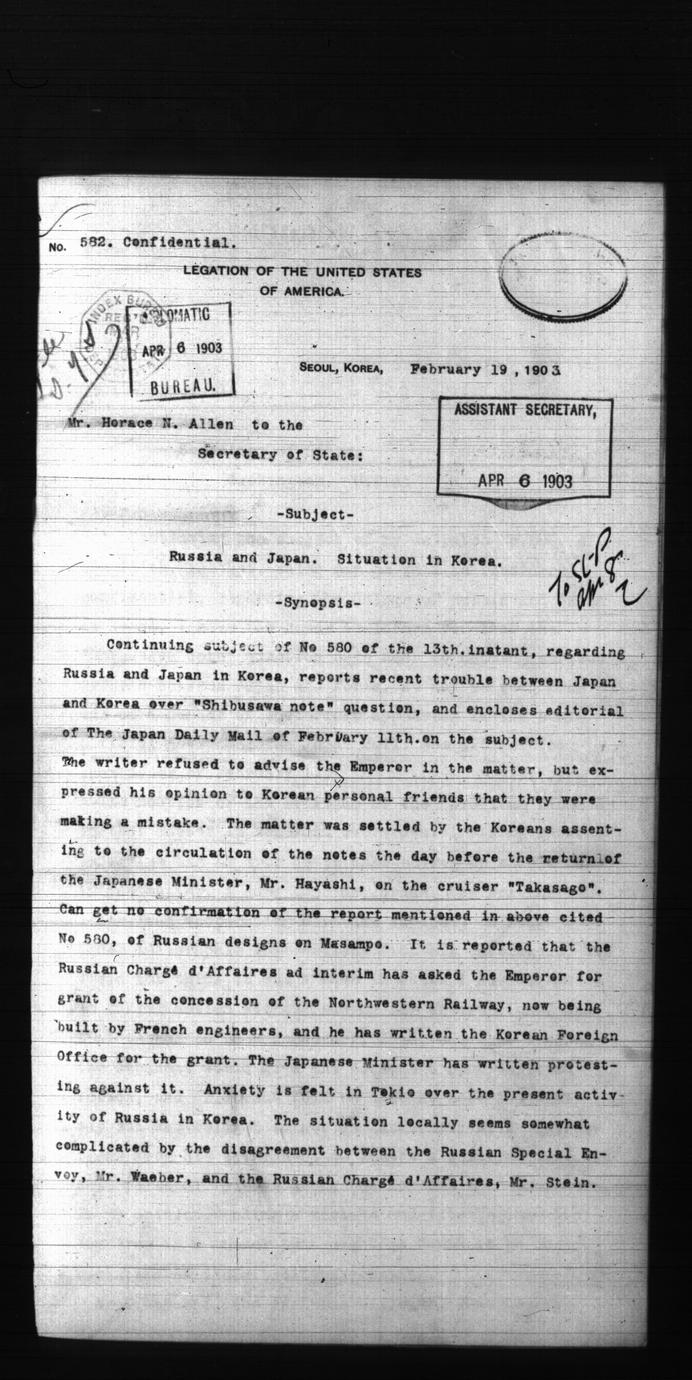 No. 582. Confidential.
LEGATION OF THE UNITED STATES
OF AMERICA.
INDEX BUREAU
DIPLOMATIC
APR 6 1903
BUREAU.
SEOUL, KOREA, February 19, 1903
Mr. Horace N. Allen to the
Secretary of State:
ASSISTANT SECRETARY,
APR 6 1903
-Subject-
Russia and Japan. Situation in Korea.
To
Apr 8
-Synopsis-
Continuing subject of No 580 of the 13th.inatant, regarding
Russia and Japan in Korea, reports recent trouble between Japan
and Korea over "Shibusawa note" question, and encloses editorial
of The Japan Daily Mail of February 11th.on the subject.
The writer refused to advise the Emperor in the matter, but ex-
pressed his opinion to Korean personal friends that they were
making a mistake. The matter was settled by the Koreans assent-
ing to the circulation of the notes the day before the returnlof
the Japanese Minister, Mr. Hayashi, on the cruiser "Takasago".
Can get no confirmation of the report mentioned in above cited
No 580, of Russian designs on Masampo. It is reported that the
Russian Chargé d'Affaires ad interim has asked the Emperor for
grant of the concession of the Northwestern Railway, now being
built by French engineers, and he has written the Korean Foreign
Office for the grant. The Japanese Minister has written protest-
ing against it. Anxiety is felt in Tokio over the present activ-
ity of Russia in Korea. The situation locally seems somewhat
complicated by the disagreement between the Russian Special En-
voy, Mr. Waeber, and the Russian Chargé d'Affaires, Mr. Stein.